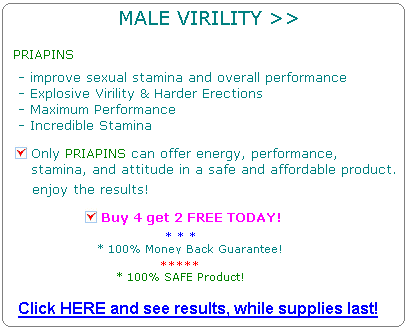 MALE VIRILITY >>
PRIAPINS
- improve sexual stamina and overall performance
- Explosive Virility & Harder Erections
- Maximum Performance
- Incredible Stamina
Only PRIAPINS can offer energy, performance,
stamina, and attitude in a safe and affordable product.
enjoy the results!
Buy 4 get 2 FREE TODAY!
* * *
* 100% Money Back Guarantee!
*****
* 100% SAFE Product!
Click HERE and see results, while supplies last!